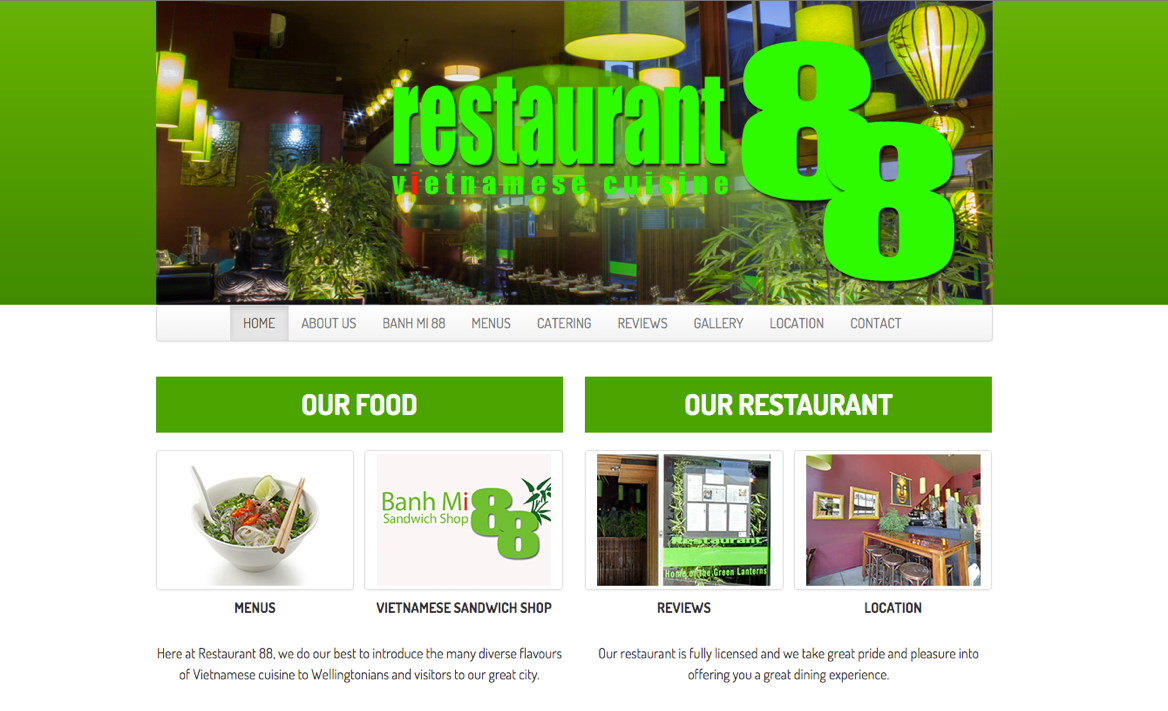 restaurant 88
vietnamese cuisine
HOME ABOUT US BANH MI 88 MENUS CATERING REVIEWS GALLERY LOCATION CONTACT
OUR FOOD
OUR RESTAURANT
Banh Mi 88
Sandwich Shop
Restaurant
Home of the Green Lanterns
MENUS
VIETNAMESE SANDWICH SHOP
REVIEWS
LOCATION
Here at Restaurant 88, we do our best to introduce the many diverse flavours
of Vietnamese cuisine to Wellingtonians and visitors to our great city.
Our restaurant is fully licensed and we take great pride and pleasure into
offering you a great dining experience.